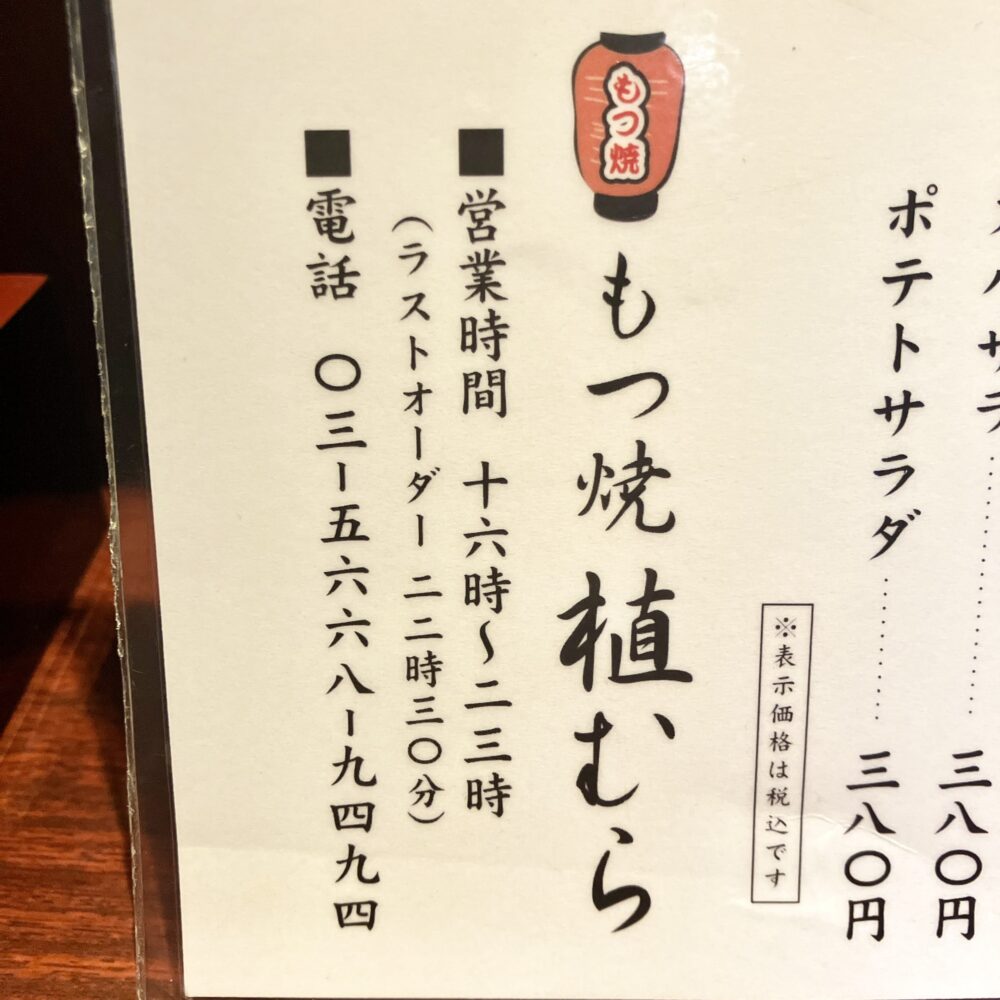 サラ…………三八〇円
ポテトサラダ…………三八〇円
※表示価格は税込です
もつ焼
もつ焼 植むら
■営業時間 十六時～二三時
（ラストオーダー 二二時三〇分）
■電話 〇三ー五六六八ー九四九四